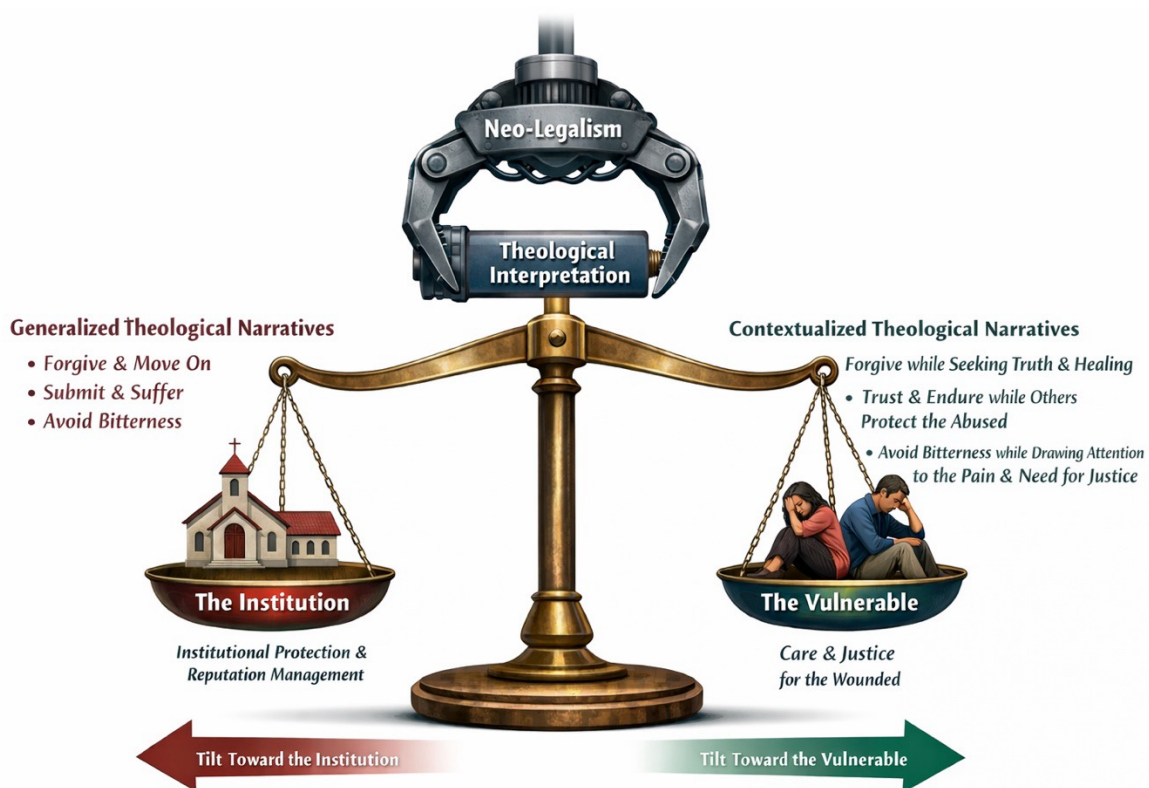 Neo-Legalism
Theological
Interpretation
Generalized Theological Narratives
• Forgive & Move On
• Submit & Suffer
• Avoid Bitterness
Contextualized Theological Narratives
Forgive while Seeking Truth & Healing
• Trust & Endure while Others
Protect the Abused
• Avoid Bitterness while Drawing Attention
to the Pain & Need for Justice
The Institution
Institutional Protection &
Reputation Management
The Vulnerable
Care & Justice
for the Wounded
Tilt Toward the Institution
Tilt Toward the Vulnerable